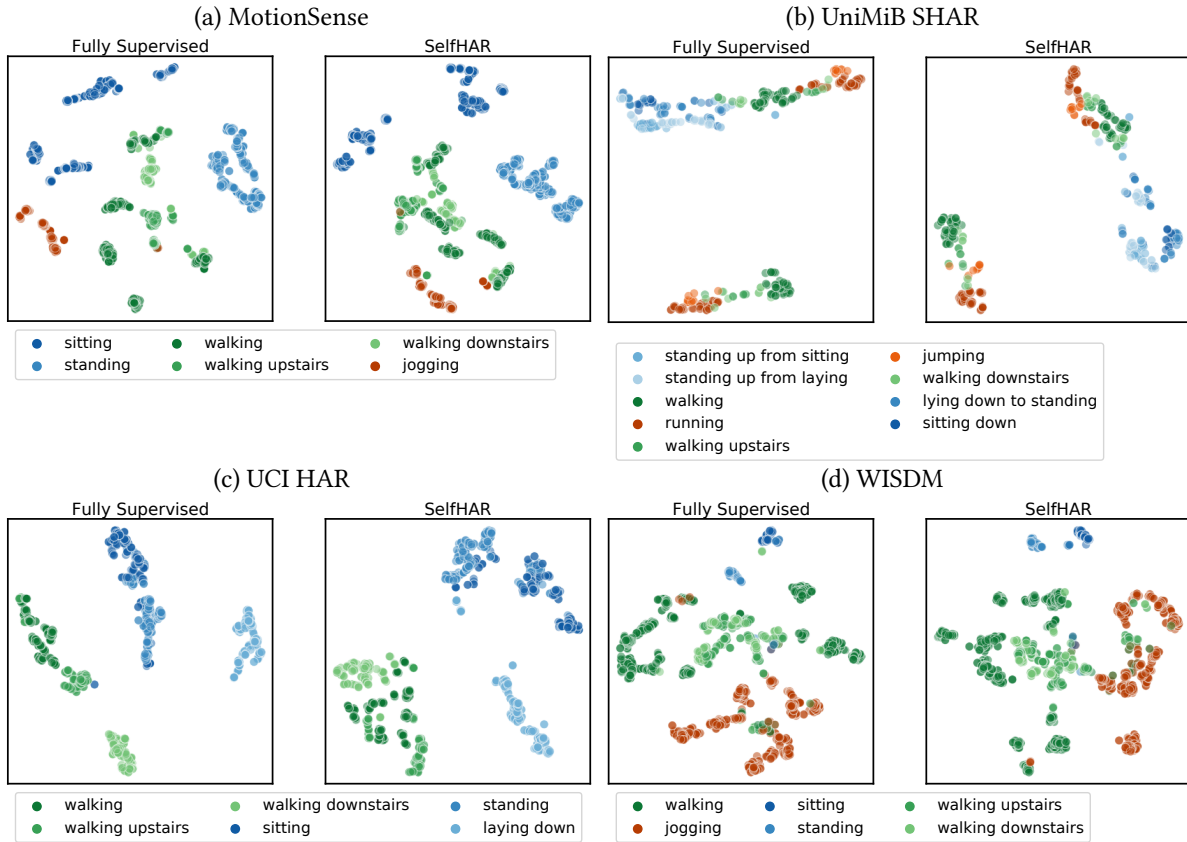 (a) MotionSense
Fully Supervised
SelfHAR
sitting
walking
walking downstairs
standing
walking upstairs
jogging
(b) UniMiB SHAR
Fully Supervised
SelfHAR
standing up from sitting
jumping
standing up from laying
walking downstairs
walking
lying down to standing
running
sitting down
walking upstairs
(c) UCI HAR
Fully Supervised
SelfHAR
walking
walking downstairs
standing
walking upstairs
sitting
laying down
(d) WISDM
Fully Supervised
SelfHAR
walking
sitting
walking upstairs
jogging
standing
walking downstairs